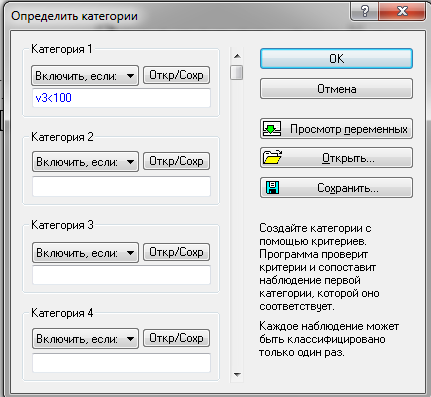 Определить категории
Категория 1
Включить, если:
Откр/Сохр
v3<100
Категория 2
Включить, если:
Откр/Сохр
Категория 3
Включить, если:
Откр/Сохр
Категория 4
Включить, если:
Откр/Сохр
OK
Отмена
Просмотр переменных
Открыть...
Сохранить...
Создайте категории с
помощью критериев.
Программа проверит
критерии и сопоставит
наблюдение первой
категории, которой оно
соответствует.
Каждое наблюдение может
быть классифицировано
только один раз.